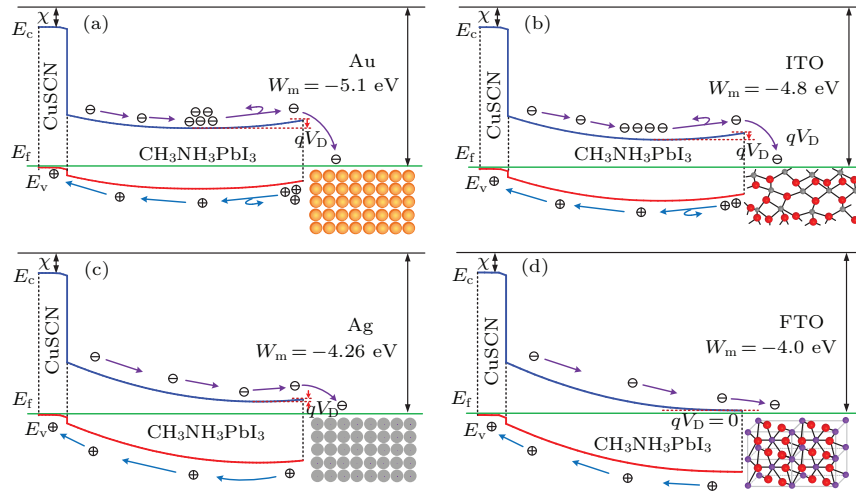 χ
(a)
E_c
Au
W_m = −5.1 eV
CuSCN
qV_D
E_f
CH₃NH₃PbI₃
E_v
χ
(b)
E_c
ITO
W_m = −4.8 eV
CuSCN
qV_D
qV_D
E_f
CH₃NH₃PbI₃
E_v
χ
(c)
E_c
Ag
W_m = −4.26 eV
CuSCN
E_f
qV_D
E_v
CH₃NH₃PbI₃
χ
(d)
E_c
FTO
W_m = −4.0 eV
CuSCN
E_f
qV_D = 0
E_v
CH₃NH₃PbI₃